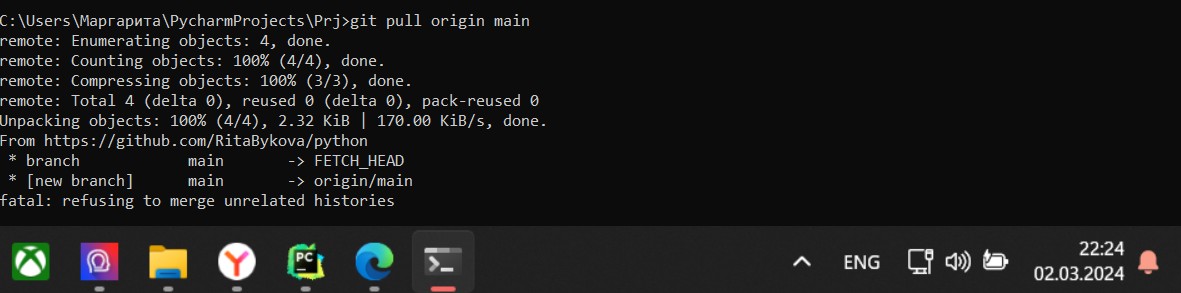 C:\Users\Маргарита\PycharmProjects\Prj>git pull origin main
remote: Enumerating objects: 4, done.
remote: Counting objects: 100% (4/4), done.
remote: Compressing objects: 100% (3/3), done.
remote: Total 4 (delta 0), reused 0 (delta 0), pack-reused 0
Unpacking objects: 100% (4/4), 2.32 KiB | 170.00 KiB/s, done.
From https://github.com/RitaBykova/python
 * branch            main       -> FETCH_HEAD
 * [new branch]      main       -> origin/main
fatal: refusing to merge unrelated histories
PC
ENG
22:24
02.03.2024